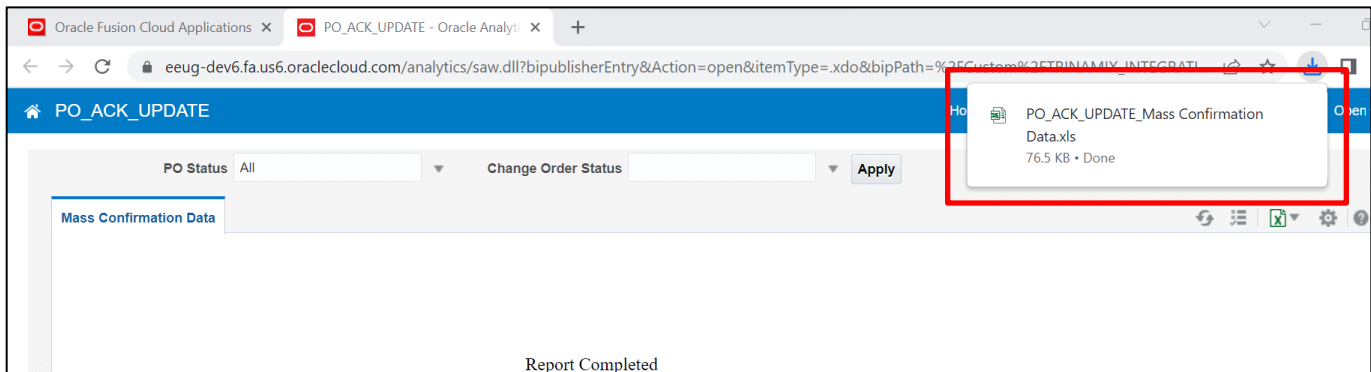 Oracle Fusion Cloud Applications
PO_ACK_UPDATE - Oracle Analyti
eeug-dev6.fa.us6.oraclecloud.com/analytics/saw.dll?bipublisherEntry&Action=open&itemType=.xdo&bipPath=%2FCustom%2FTRINAMIX_INTEGRATI...
PO_ACK_UPDATE
Ho
Open
PO_ACK_UPDATE_Mass Confirmation
Data.xls
76.5 KB • Done
PO Status All
Change Order Status
Apply
Mass Confirmation Data
Report Completed